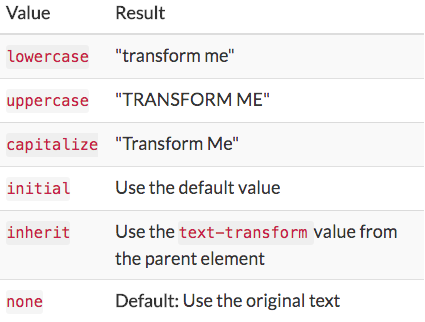 Value Result
lowercase "transform me"
uppercase "TRANSFORM ME"
capitalize "Transform Me"
initial Use the default value
inherit Use the text-transform value from
the parent element
none Default: Use the original text